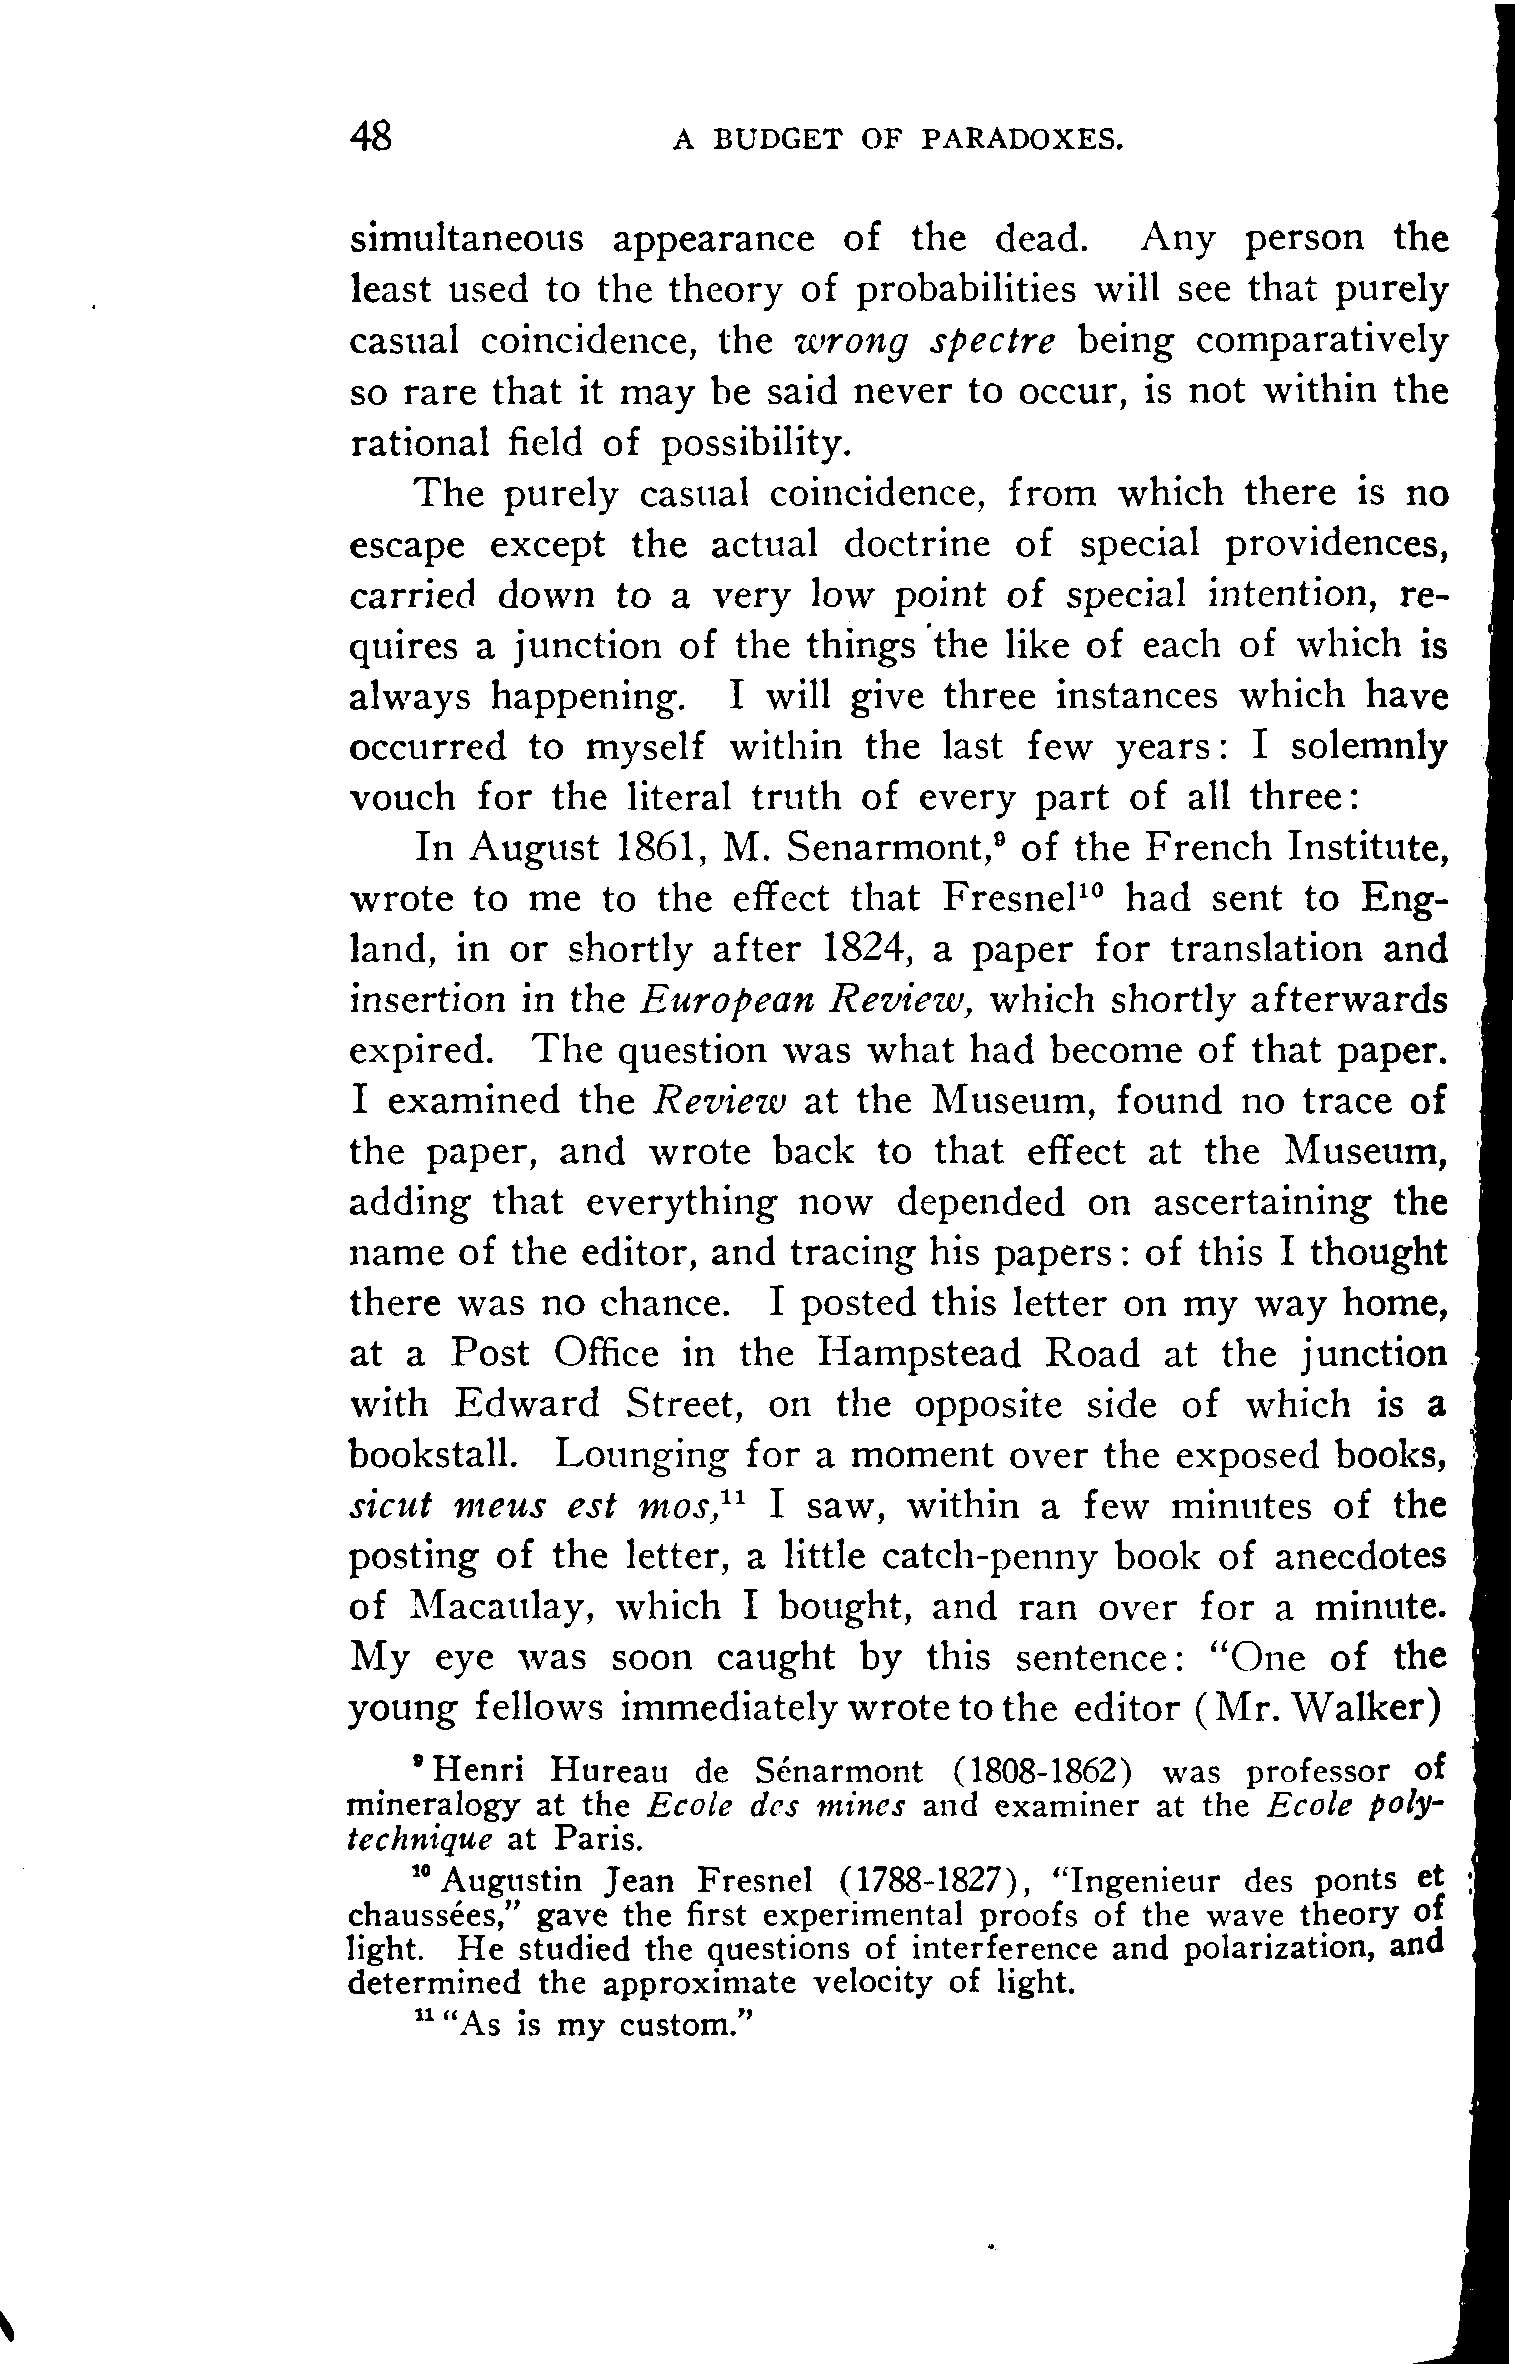 48 A BUDGET OF PARADOXES.
simultaneous appearance of the dead. Any person the
least used to the theory of probabilities will see that purely
casual coincidence, the wrong spectre being comparatively
so rare that it may be said never to occur, is not within the
rational field of possibility.
The purely casual coincidence, from which there is no
escape except the actual doctrine of special providences,
carried down to a very low point of special intention, re-
quires a junction of the things the like of each of which is
always happening. I will give three instances which have
occurred to myself within the last few years: I solemnly
vouch for the literal truth of every part of all three:
In August 1861, M. Senarmont,⁹ of the French Institute,
wrote to me to the effect that Fresnel¹⁰ had sent to Eng-
land, in or shortly after 1824, a paper for translation and
insertion in the European Review, which shortly afterwards
expired. The question was what had become of that paper.
I examined the Review at the Museum, found no trace of
the paper, and wrote back to that effect at the Museum,
adding that everything now depended on ascertaining the
name of the editor, and tracing his papers: of this I thought
there was no chance. I posted this letter on my way home,
at a Post Office in the Hampstead Road at the junction
with Edward Street, on the opposite side of which is a
bookstall. Lounging for a moment over the exposed books,
sicut meus est mos,¹¹ I saw, within a few minutes of the
posting of the letter, a little catch-penny book of anecdotes
of Macaulay, which I bought, and ran over for a minute.
My eye was soon caught by this sentence: “One of the
young fellows immediately wrote to the editor (Mr. Walker)
⁹ Henri Hureau de Sénarmont (1808-1862) was professor of
mineralogy at the Ecole des mines and examiner at the Ecole poly-
technique at Paris.
¹⁰ Augustin Jean Fresnel (1788-1827), “Ingenieur des ponts et
chaussées,” gave the first experimental proofs of the wave theory of
light. He studied the questions of interference and polarization, and
determined the approximate velocity of light.
¹¹ “As is my custom.”